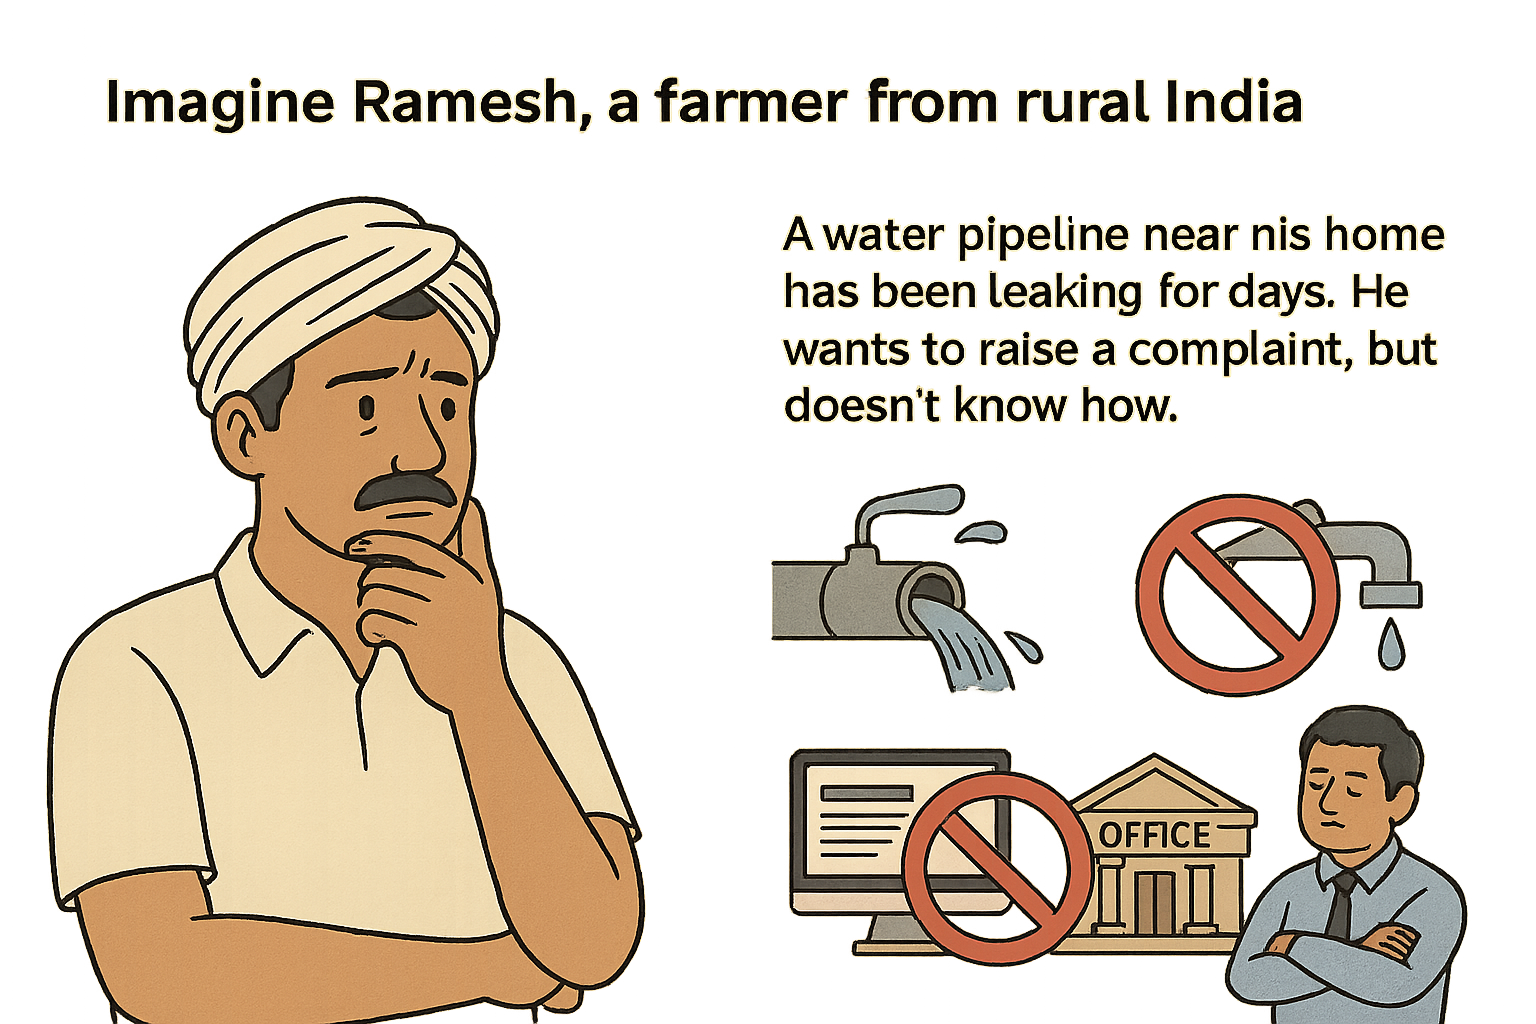 Imagine Ramesh, a farmer from rural India
A water pipeline near nis home
has been leaking for days. He
wants to raise a complaint, but
doesn't know how.
OFFICE